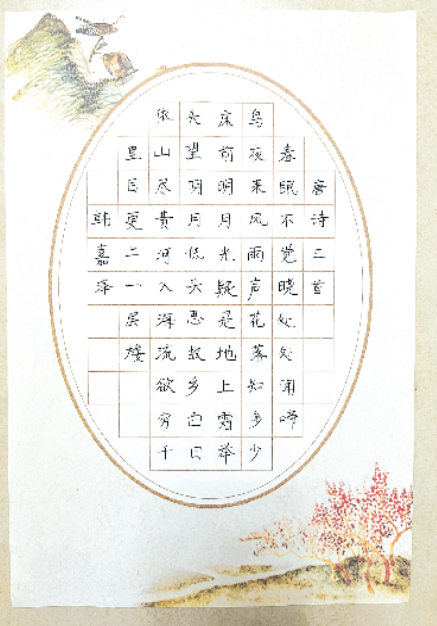 唐诗三首
春眠不觉晓处处闻啼
鸟夜来风雨声花落知多少
床前明月光疑是地上霜举
头望明月低头思故乡白日
依山尽黄河入海流欲穷千
里目更上一层楼
韩嘉泽